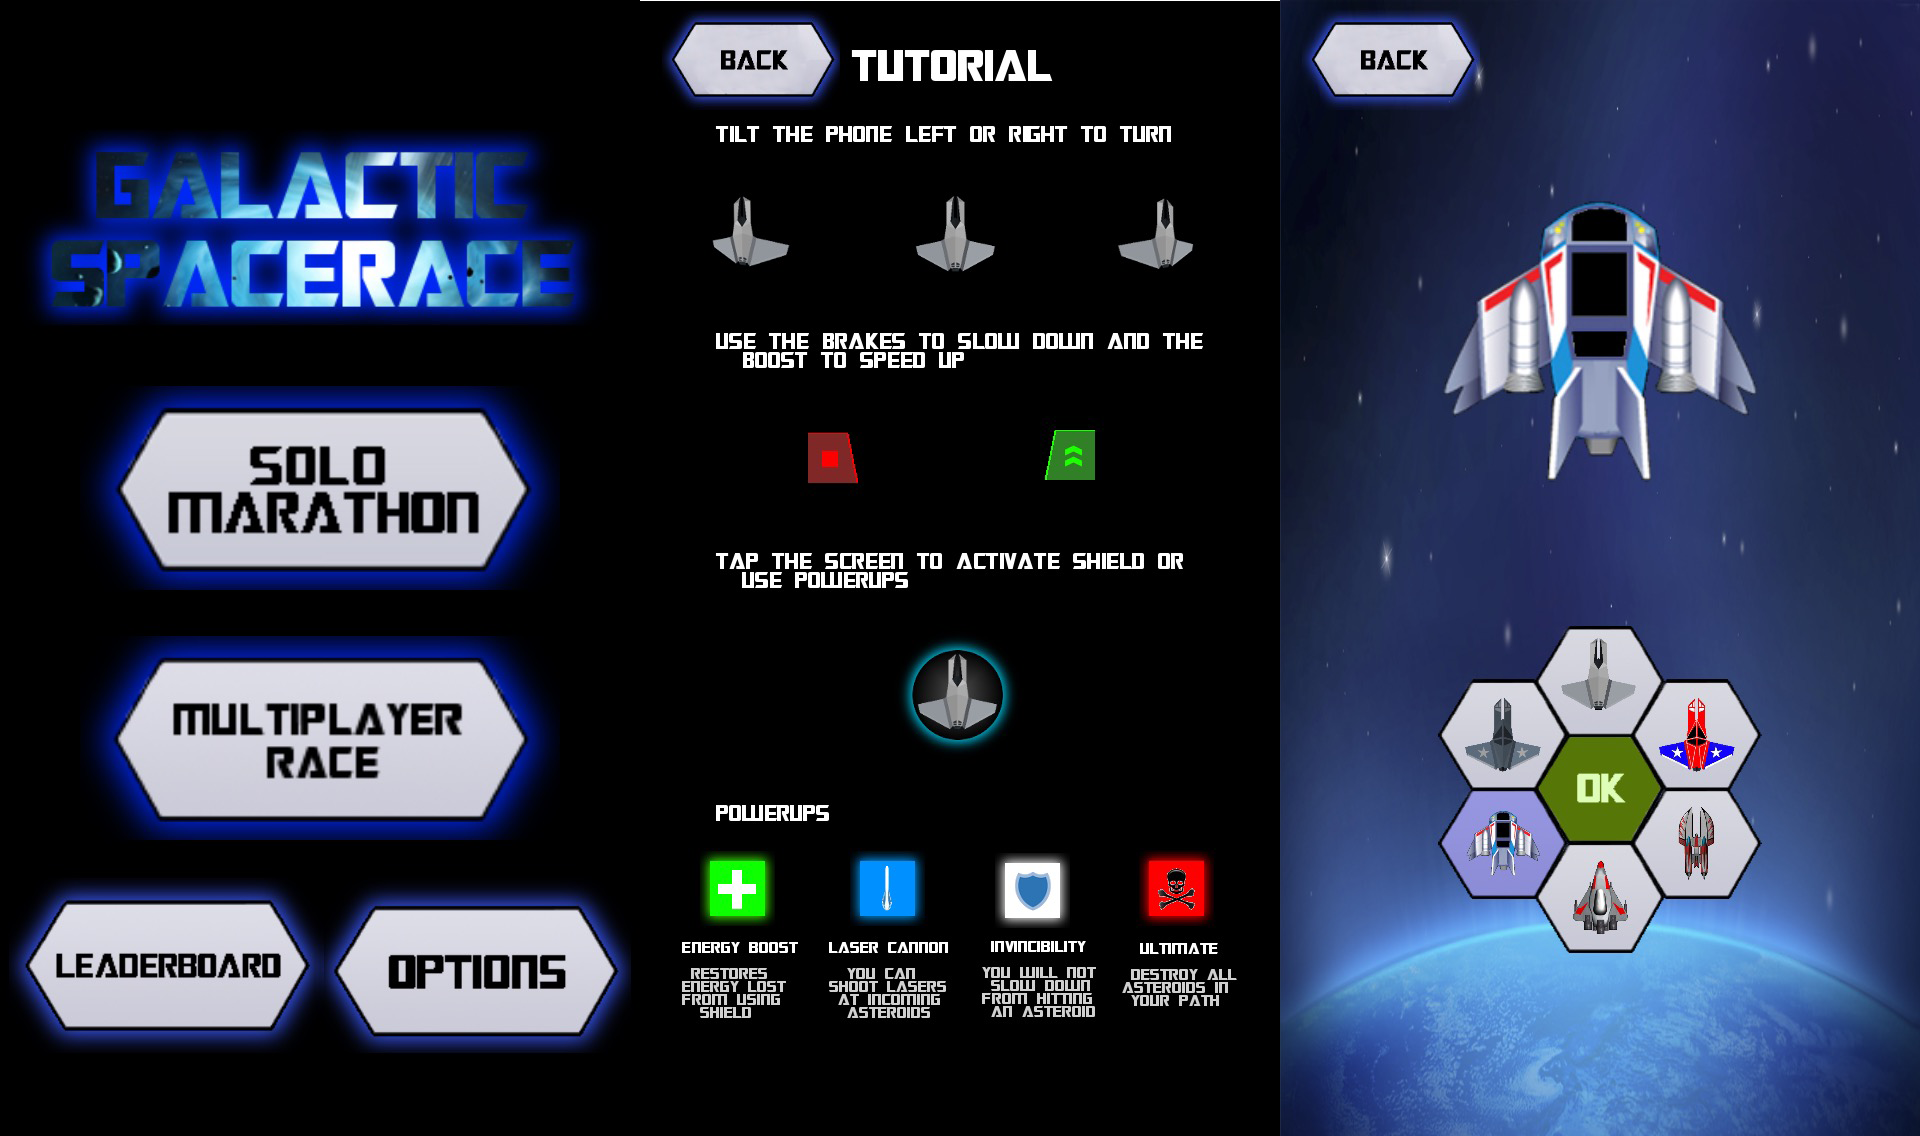 GALACTIC
SPACERACE
SOLO
MARATHON
MULTIPLAYER
RACE
LEADERBOARD
OPTIONS
BACK
TUTORIAL
TILT THE PHONE LEFT OR RIGHT TO TURN
USE THE BRAKES TO SLOW DOWN AND THE
BOOST TO SPEED UP
TAP THE SCREEN TO ACTIVATE SHIELD OR
USE POWERUPS
POWERUPS
ENERGY BOOST
RESTORES
ENERGY LOST
FROM USING
SHIELD
LASER CANNON
YOU CAN
SHOOT LASERS
AT INCOMING
ASTEROIDS
INVINCIBILITY
YOU WILL NOT
SLOW DOWN
FROM HITTING
AN ASTEROID
ULTIMATE
DESTROY ALL
ASTEROIDS IN
YOUR PATH
BACK
OK